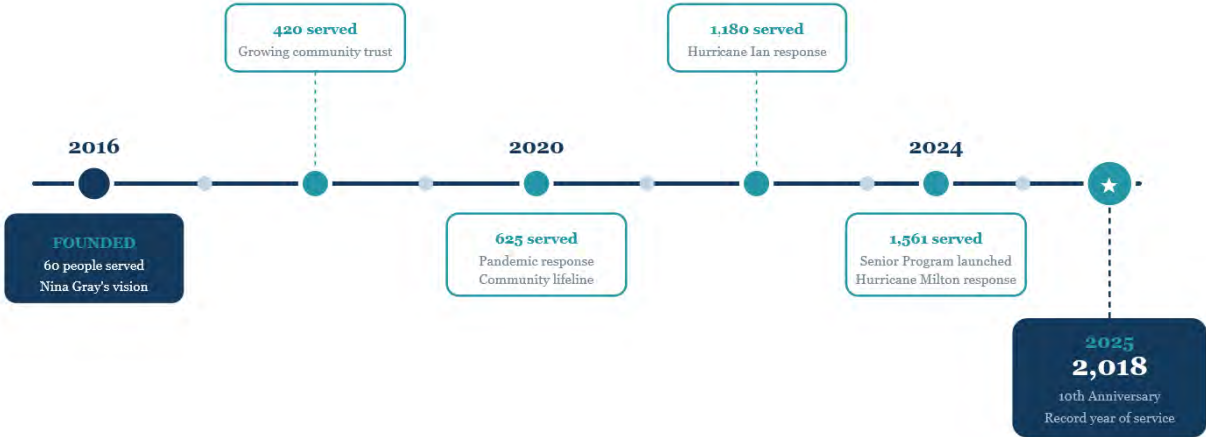 420 served
Growing community trust
1,180 served
Hurricane Ian response
2016
2020
2024
FOUNDED
60 people served
Nina Gray's vision
625 served
Pandemic response
Community lifeline
1,561 served
Senior Program launched
Hurricane Milton response
2025
2,018
10th Anniversary
Record year of service